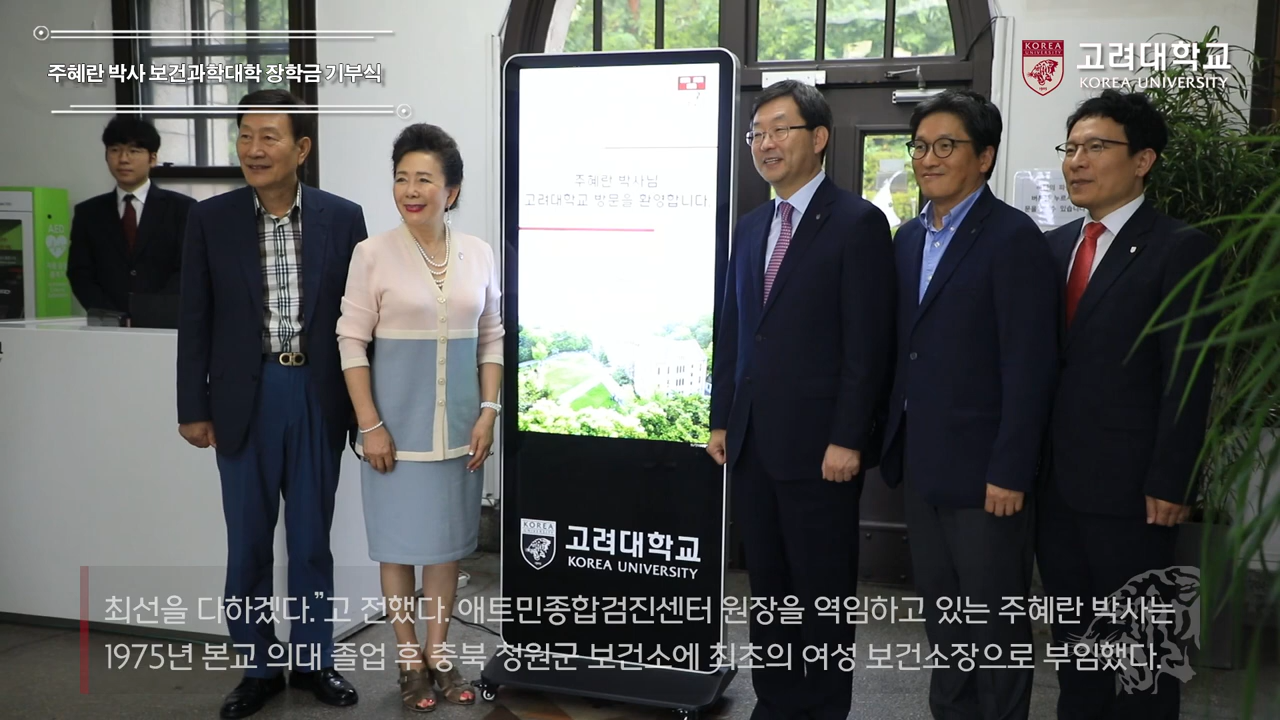 주혜란 박사 보건과학대학 장학금 기부식
KOREA
UNIVERSITY
1905
고려대학교
KOREA UNIVERSITY
AED
주혜란 박사님
고려대학교 방문을 환영합니다.
KOREA
UNIVERSITY
고려대학교
KOREA UNIVERSITY
최선을 다하겠다.”고 전했다. 애트민종합검진센터 원장을 역임하고 있는 주혜란 박사는
1975년 본교 의대 졸업 후 충북 청원군 보건소에 최초의 여성 보건소장으로 부임했다.